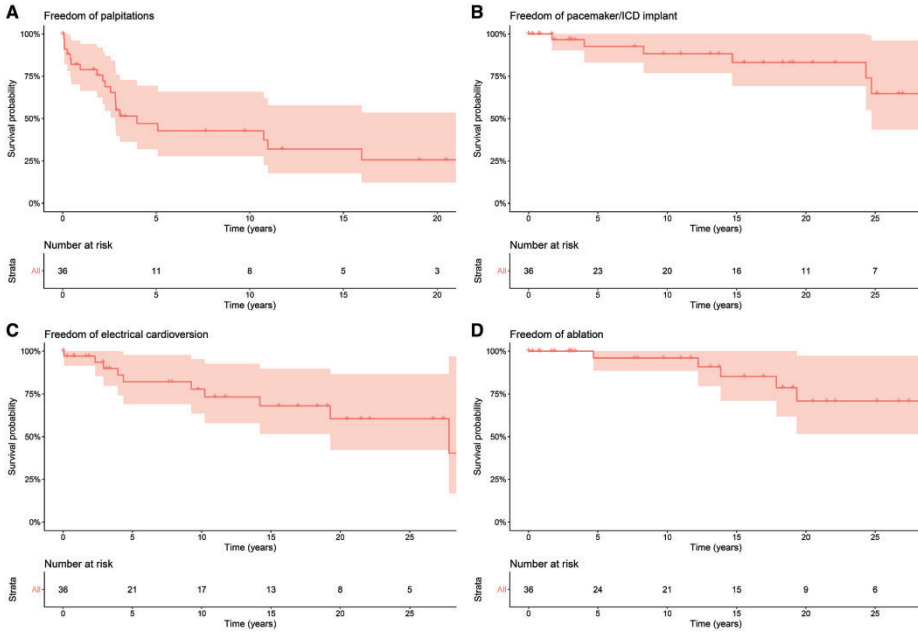 A
Freedom of palpitations
100%
75%
50%
25%
0%
Survival probability
0 5 10 15 20
Time (years)
Number at risk
Strata
All 36 11 8 5 3
0 5 10 15 20
Time (years)
B
Freedom of pacemaker/ICD implant
100%
75%
50%
25%
0%
Survival probability
0 5 10 15 20 25
Time (years)
Number at risk
Strata
All 36 23 20 16 11 7
0 5 10 15 20 25
Time (years)
C
Freedom of electrical cardioversion
100%
75%
50%
25%
0%
Survival probability
0 5 10 15 20 25
Time (years)
Number at risk
Strata
All 36 21 17 13 8 5
0 5 10 15 20 25
Time (years)
D
Freedom of ablation
100%
75%
50%
25%
0%
Survival probability
0 5 10 15 20 25
Time (years)
Number at risk
Strata
All 36 24 21 15 9 6
0 5 10 15 20 25
Time (years)